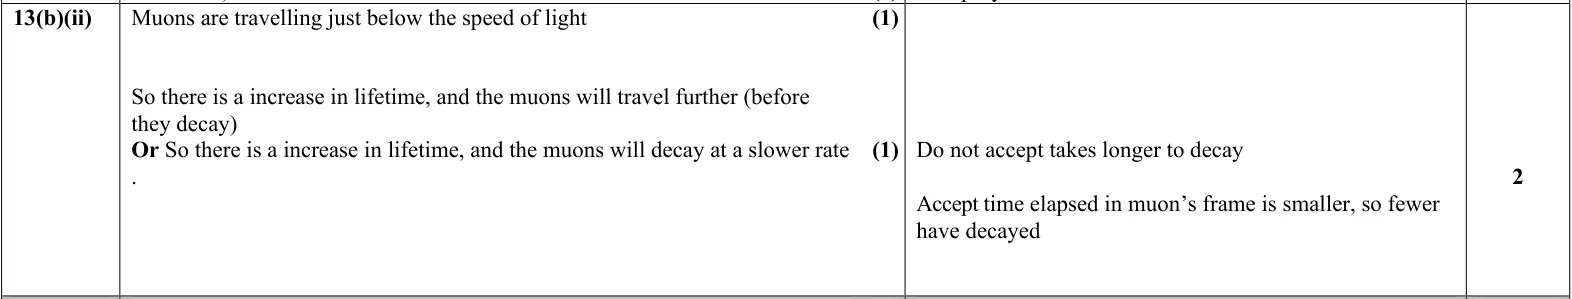 13(b)(ii)
Muons are travelling just below the speed of light (1)
So there is a increase in lifetime, and the muons will travel further (before
they decay)
Or So there is a increase in lifetime, and the muons will decay at a slower rate (1)
.
Do not accept takes longer to decay
Accept time elapsed in muon’s frame is smaller, so fewer
have decayed
2